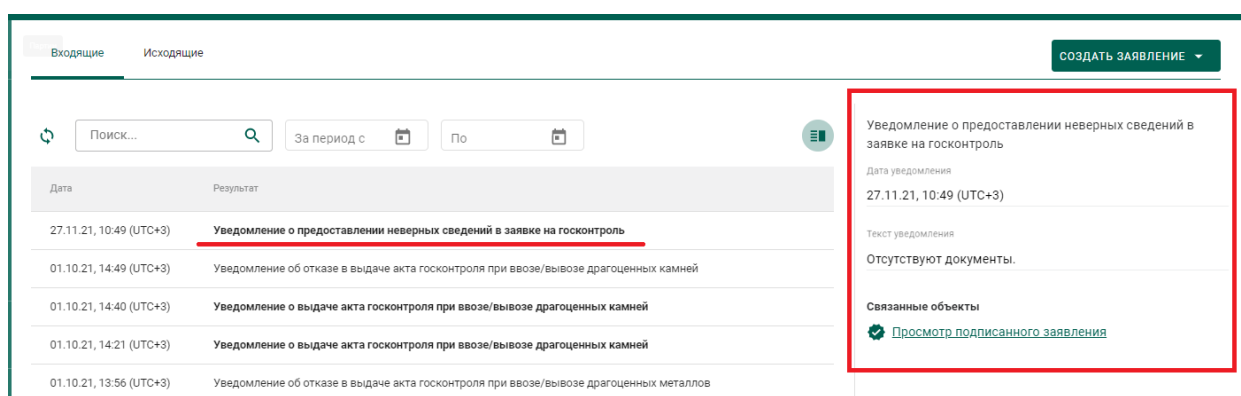 Входящие Исходящие
СОЗДАТЬ ЗАЯВЛЕНИЕ
Поиск... За период с По
Дата Результат
27.11.21, 10:49 (UTC+3) Уведомление о предоставлении неверных сведений в заявке на госконтроль
01.10.21, 14:49 (UTC+3) Уведомление об отказе в выдаче акта госконтроля при ввозе/вывозе драгоценных камней
01.10.21, 14:40 (UTC+3) Уведомление о выдаче акта госконтроля при ввозе/вывозе драгоценных камней
01.10.21, 14:21 (UTC+3) Уведомление о выдаче акта госконтроля при ввозе/вывозе драгоценных камней
01.10.21, 13:56 (UTC+3) Уведомление об отказе в выдаче акта госконтроля при ввозе/вывозе драгоценных металлов
Уведомление о предоставлении неверных сведений в
заявке на госконтроль
Дата уведомления
27.11.21, 10:49 (UTC+3)
Текст уведомления
Отсутствуют документы.
Связанные объекты
Просмотр подписанного заявления